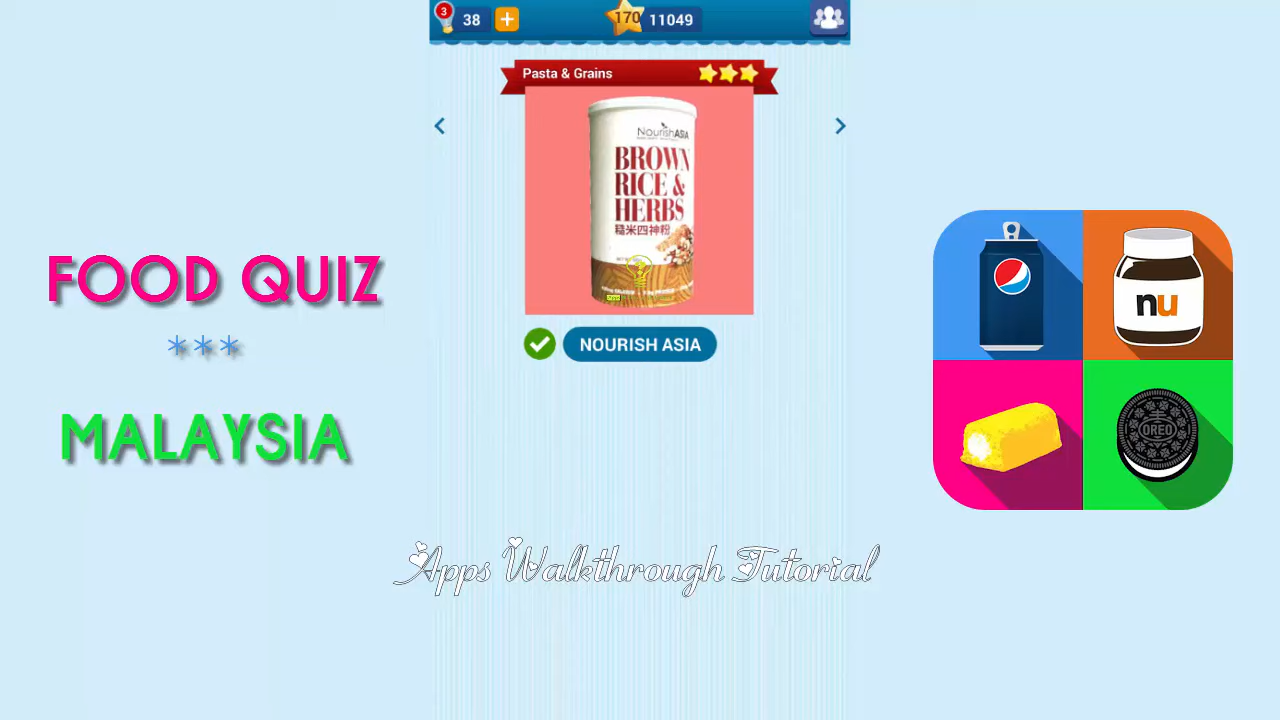 3
38
+
170
11049
Pasta & Grains
NourishASIA
BROWN
RICE &
HERBS
糙米四神粉
NOURISH ASIA
FOOD QUIZ
***
MALAYSIA
nu
OREO
Apps Walkthrough Tutorial